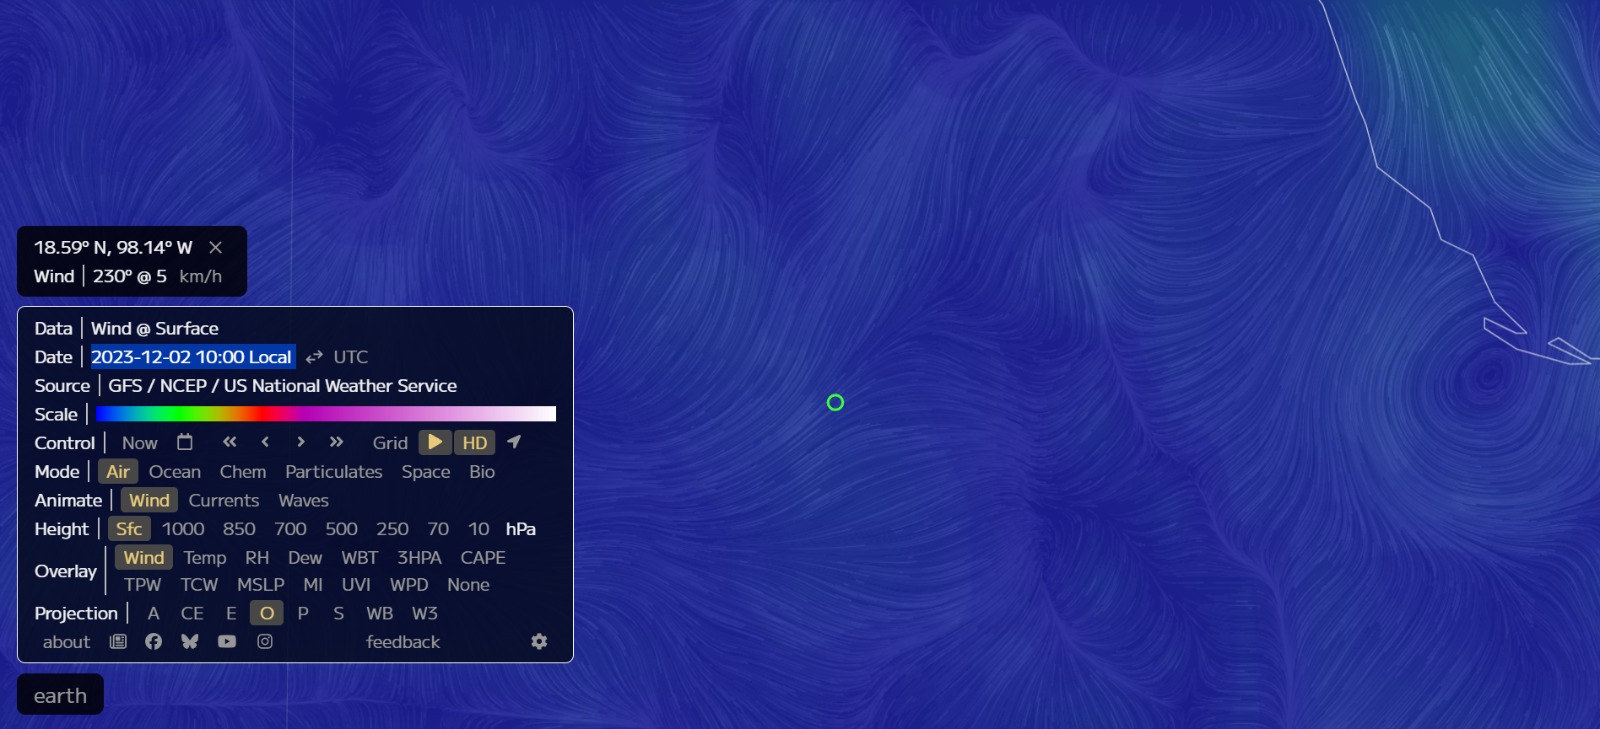 18.59° N, 98.14° W ×
Wind | 230° @ 5 km/h
Data | Wind @ Surface
Date | 2023-12-02 10:00 Local ⇄ UTC
Source | GFS / NCEP / US National Weather Service
Scale |
Control | Now « ‹ › » Grid HD
Mode | Air Ocean Chem Particulates Space Bio
Animate | Wind Currents Waves
Height | Sfc 1000 850 700 500 250 70 10 hPa
Overlay | Wind Temp RH Dew WBT 3HPA CAPE
TPW TCW MSLP MI UVI WPD None
Projection | A CE E O P S WB W3
about feedback
earth